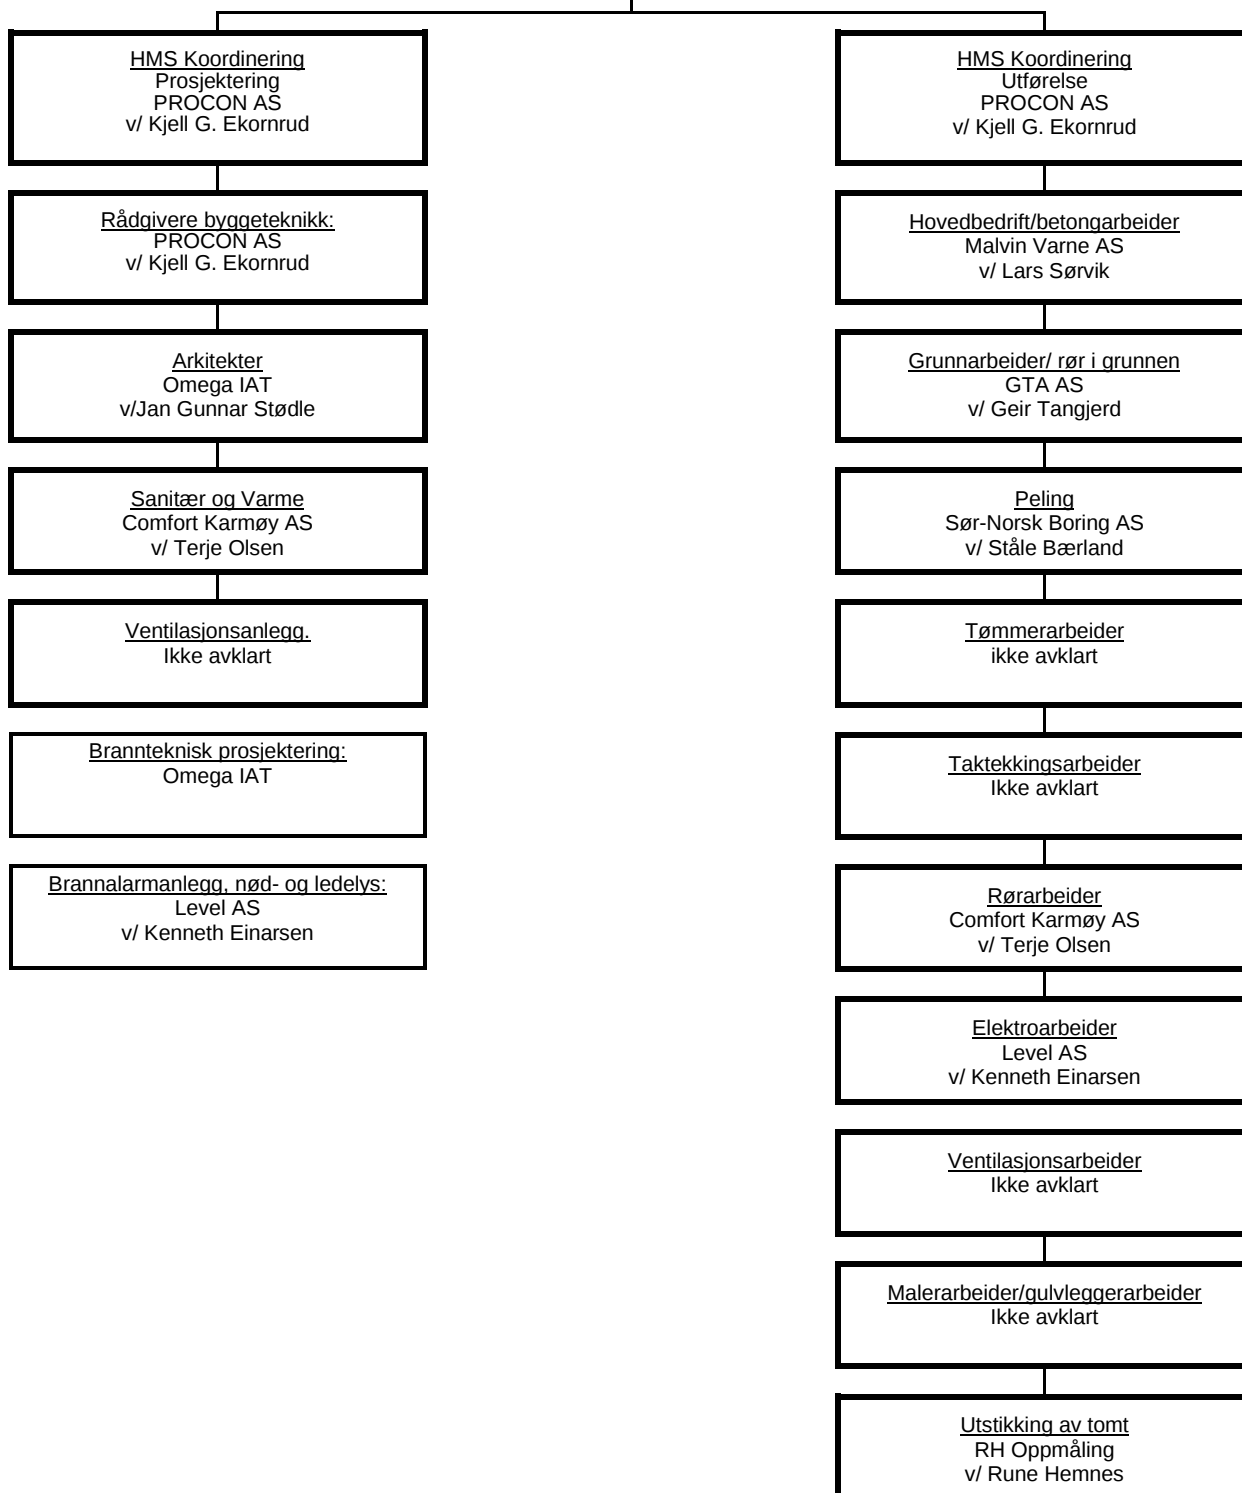 HMS Koordinering
Prosjektering
PROCON AS
v/ Kjell G. Ekornrud
Rådgivere byggeteknikk:
PROCON AS
v/ Kjell G. Ekornrud
Arkitekter
Omega IAT
v/Jan Gunnar Stødle
Sanitær og Varme
Comfort Karmøy AS
v/ Terje Olsen
Ventilasjonsanlegg.
Ikke avklart
Brannteknisk prosjektering:
Omega IAT
Brannalarmanlegg, nød- og ledelys:
Level AS
v/ Kenneth Einarsen
HMS Koordinering
Utførelse
PROCON AS
v/ Kjell G. Ekornrud
Hovedbedrift/betongarbeider
Malvin Varne AS
v/ Lars Sørvik
Grunnarbeider/ rør i grunnen
GTA AS
v/ Geir Tangjerd
Peling
Sør-Norsk Boring AS
v/ Ståle Bærland
Tømmerarbeider
ikke avklart
Taktekkingsarbeider
Ikke avklart
Rørarbeider
Comfort Karmøy AS
v/ Terje Olsen
Elektroarbeider
Level AS
v/ Kenneth Einarsen
Ventilasjonsarbeider
Ikke avklart
Malerarbeider/gulvleggerarbeider
Ikke avklart
Utstikking av tomt
RH Oppmåling
v/ Rune Hemnes